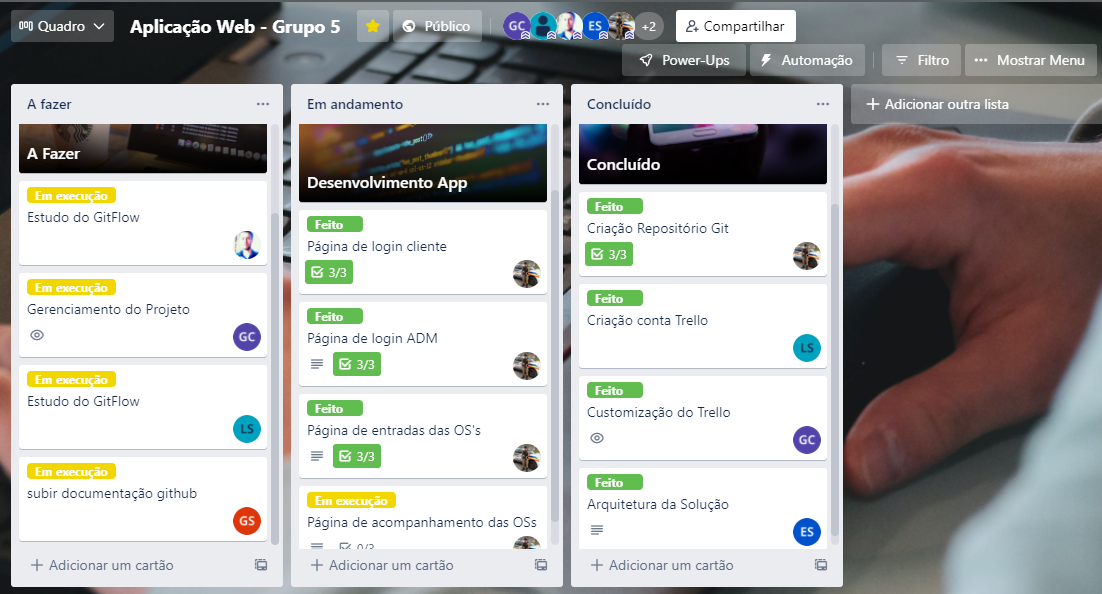 Quadro
Aplicação Web - Grupo 5
Público
GC
ES
+2
Compartilhar
Power-Ups
Automação
Filtro
Mostrar Menu
A fazer
A Fazer
Em execução
Estudo do GitFlow
Em execução
Gerenciamento do Projeto
GC
Em execução
Estudo do GitFlow
LS
Em execução
subir documentação github
GS
Adicionar um cartão
Em andamento
Desenvolvimento App
Feito
Página de login cliente
3/3
Feito
Página de login ADM
3/3
Feito
Página de entradas das OS's
3/3
Em execução
Página de acompanhamento das OSs
0/3
Adicionar um cartão
Concluído
Concluído
Feito
Criação Repositório Git
3/3
Feito
Criação conta Trello
LS
Feito
Customização do Trello
GC
Feito
Arquitetura da Solução
ES
Adicionar um cartão
Adicionar outra lista